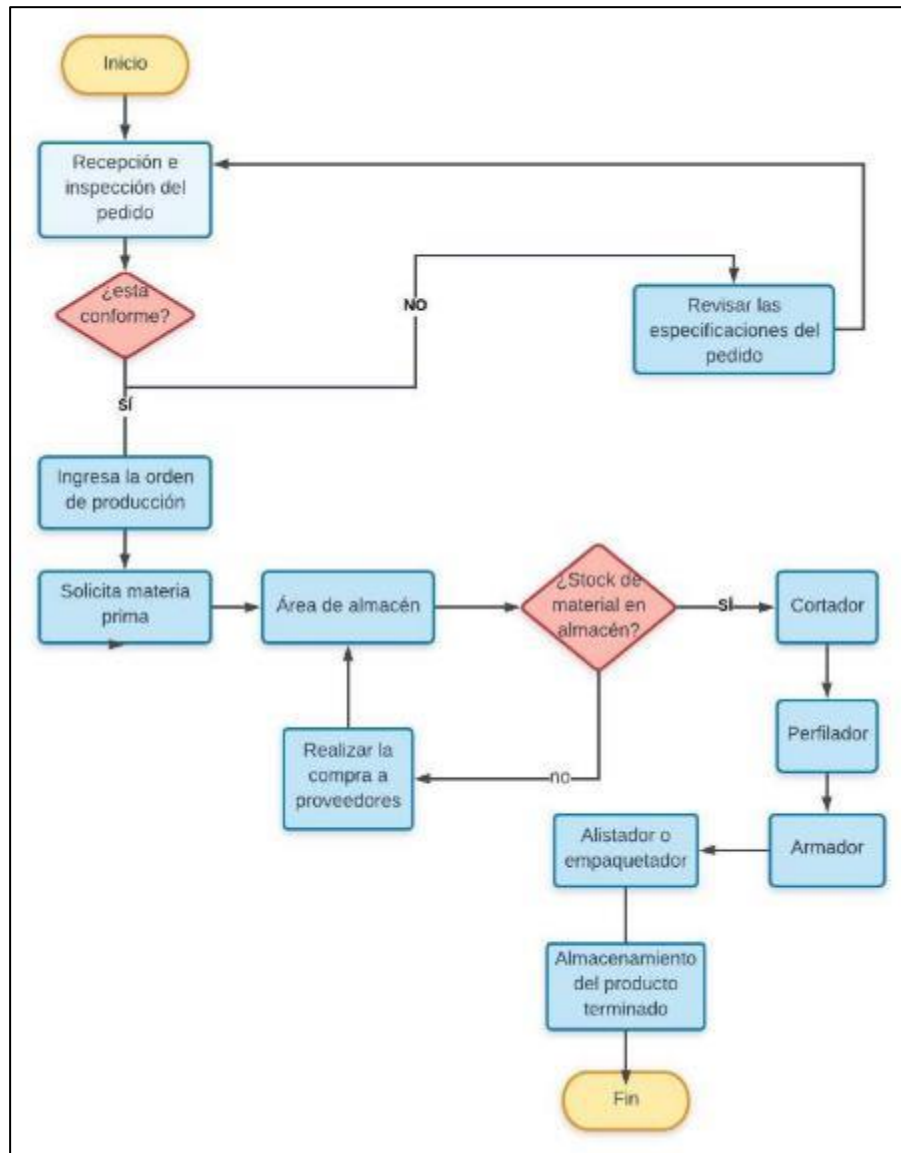 Inicio
Recepción e
inspección del
pedido
¿esta
conforme?
NO
Revisar las
especificaciones del
pedido
SÍ
Ingresa la orden
de producción
Solicita materia
prima
Área de almacén
¿Stock de
material en
almacén?
SÍ
Cortador
Perfilador
Realizar la
compra a
proveedores
no
Armador
Alistador o
empaquetador
Almacenamiento
del producto
terminado
Fin